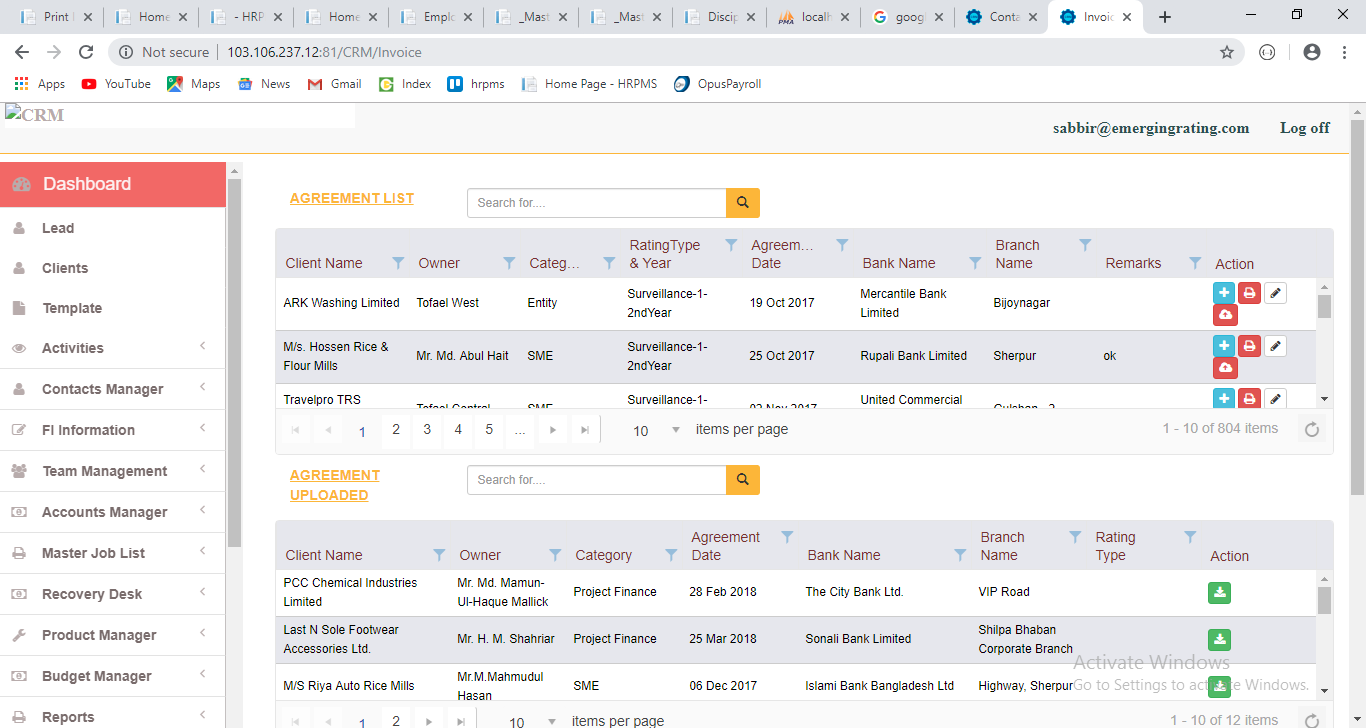 Print
Home
- HRP
Home
Emplo
_Mast
_Mast
Discip
localh
goog
Conta
Invoic
Not secure
103.106.237.12:81/CRM/Invoice
Apps
YouTube
Maps
News
Gmail
Index
hrpms
Home Page - HRPMS
OpusPayroll
CRM
sabbir@emergingrating.com
Log off
Dashboard
Lead
Clients
Template
Activities
Contacts Manager
FI Information
Team Management
Accounts Manager
Master Job List
Recovery Desk
Product Manager
Budget Manager
Reports
AGREEMENT LIST
Search for....
Client Name
Owner
Categ...
RatingType
& Year
Agreem...
Date
Bank Name
Branch
Name
Remarks
Action
ARK Washing Limited
Tofael West
Entity
Surveillance-1-
2ndYear
19 Oct 2017
Mercantile Bank
Limited
Bijoynagar
M/s. Hossen Rice &
Flour Mills
Mr. Md. Abul Hait
SME
Surveillance-1-
2ndYear
25 Oct 2017
Rupali Bank Limited
Sherpur
ok
Travelpro TRS
Tofael Central
SME
Surveillance-1-
02 Nov 2017
United Commercial
Gulshan - 2
1
2
3
4
5
...
10
items per page
1 - 10 of 804 items
AGREEMENT
UPLOADED
Search for....
Client Name
Owner
Category
Agreement
Date
Bank Name
Branch
Name
Rating
Type
Action
PCC Chemical Industries
Limited
Mr. Md. Mamun-
Ul-Haque Mallick
Project Finance
28 Feb 2018
The City Bank Ltd.
VIP Road
Last N Sole Footwear
Accessories Ltd.
Mr. H. M. Shahriar
Project Finance
25 Mar 2018
Sonali Bank Limited
Shilpa Bhaban
Corporate Branch
M/S Riya Auto Rice Mills
Mr.M.Mahmudul
Hasan
SME
06 Dec 2017
Islami Bank Bangladesh Ltd
Highway, Sherpur
Activate Windows
Go to Settings to activate Windows.
1
2
10
items per page
1 - 10 of 12 items